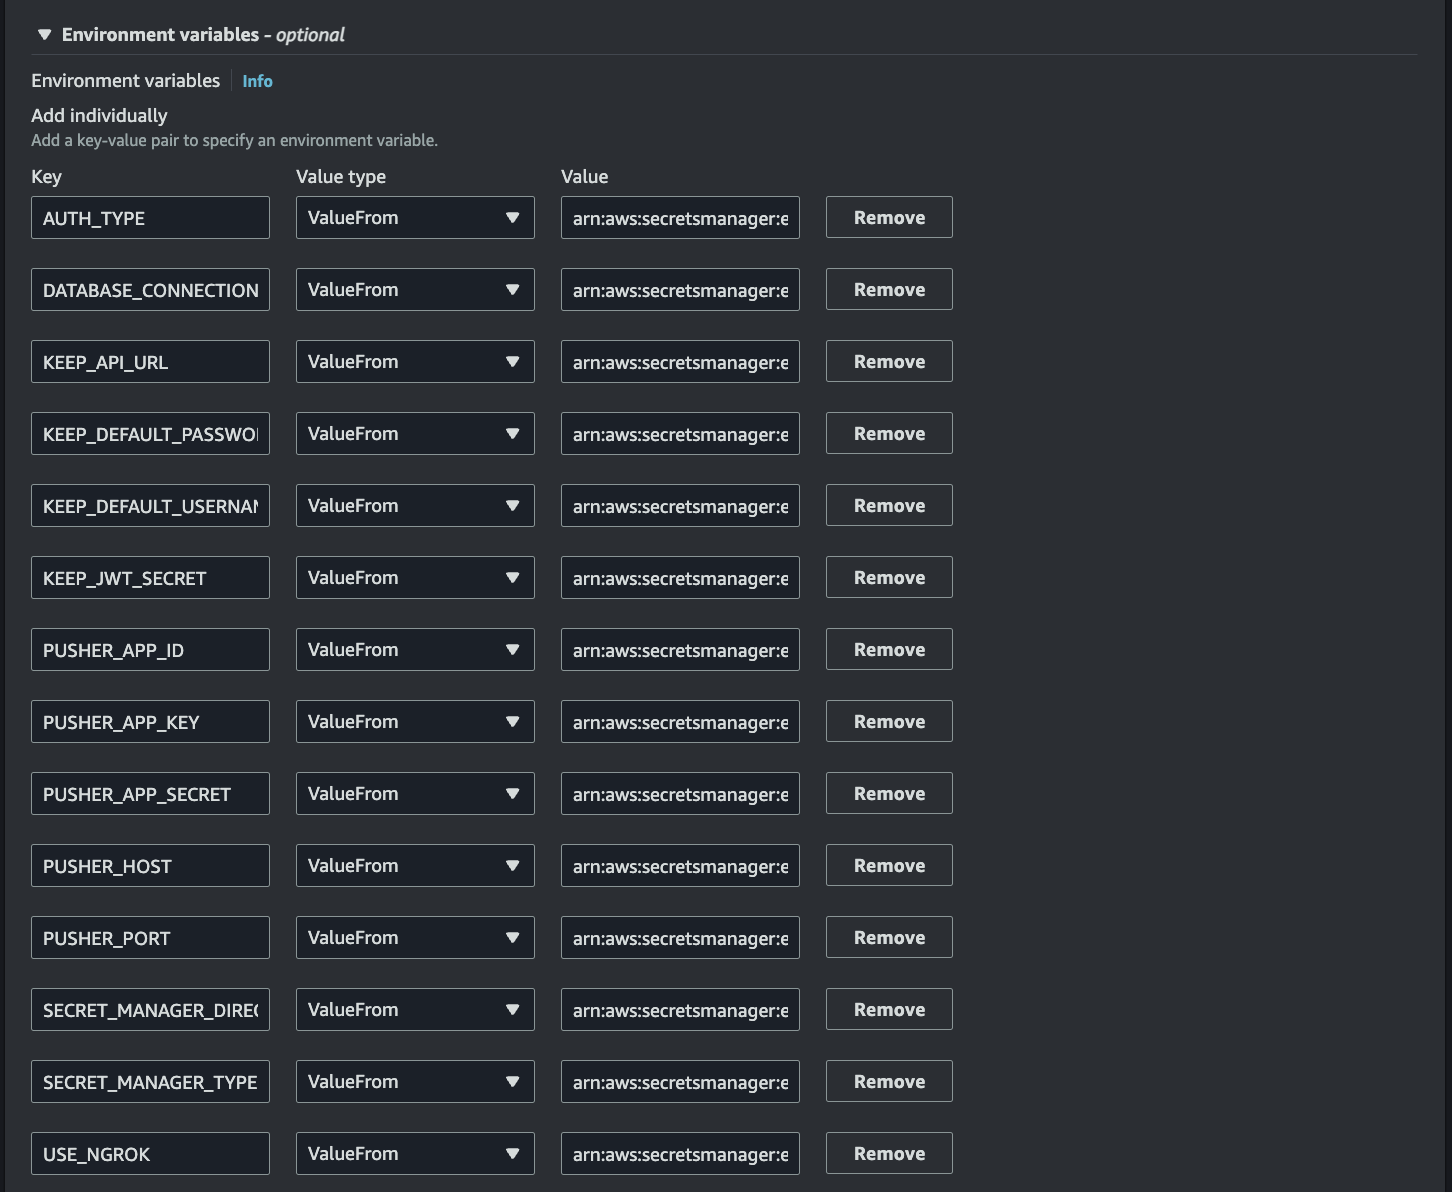 Environment variables - optional
Environment variables Info
Add individually
Add a key-value pair to specify an environment variable.
Key Value type Value
AUTH_TYPE ValueFrom arn:aws:secretsmanager:e Remove
DATABASE_CONNECTION ValueFrom arn:aws:secretsmanager:e Remove
KEEP_API_URL ValueFrom arn:aws:secretsmanager:e Remove
KEEP_DEFAULT_PASSWO ValueFrom arn:aws:secretsmanager:e Remove
KEEP_DEFAULT_USERNA ValueFrom arn:aws:secretsmanager:e Remove
KEEP_JWT_SECRET ValueFrom arn:aws:secretsmanager:e Remove
PUSHER_APP_ID ValueFrom arn:aws:secretsmanager:e Remove
PUSHER_APP_KEY ValueFrom arn:aws:secretsmanager:e Remove
PUSHER_APP_SECRET ValueFrom arn:aws:secretsmanager:e Remove
PUSHER_HOST ValueFrom arn:aws:secretsmanager:e Remove
PUSHER_PORT ValueFrom arn:aws:secretsmanager:e Remove
SECRET_MANAGER_DIREC ValueFrom arn:aws:secretsmanager:e Remove
SECRET_MANAGER_TYPE ValueFrom arn:aws:secretsmanager:e Remove
USE_NGROK ValueFrom arn:aws:secretsmanager:e Remove